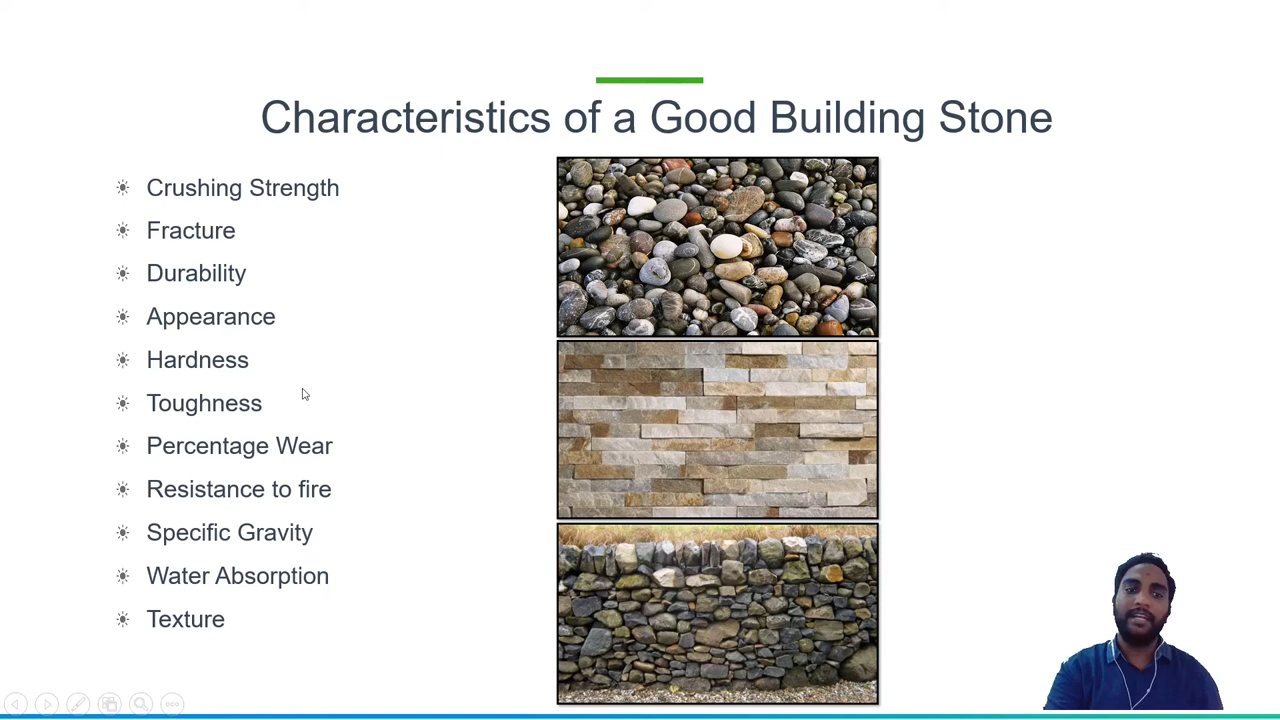 Characteristics of a Good Building Stone
Crushing Strength
Fracture
Durability
Appearance
Hardness
Toughness
Percentage Wear
Resistance to fire
Specific Gravity
Water Absorption
Texture